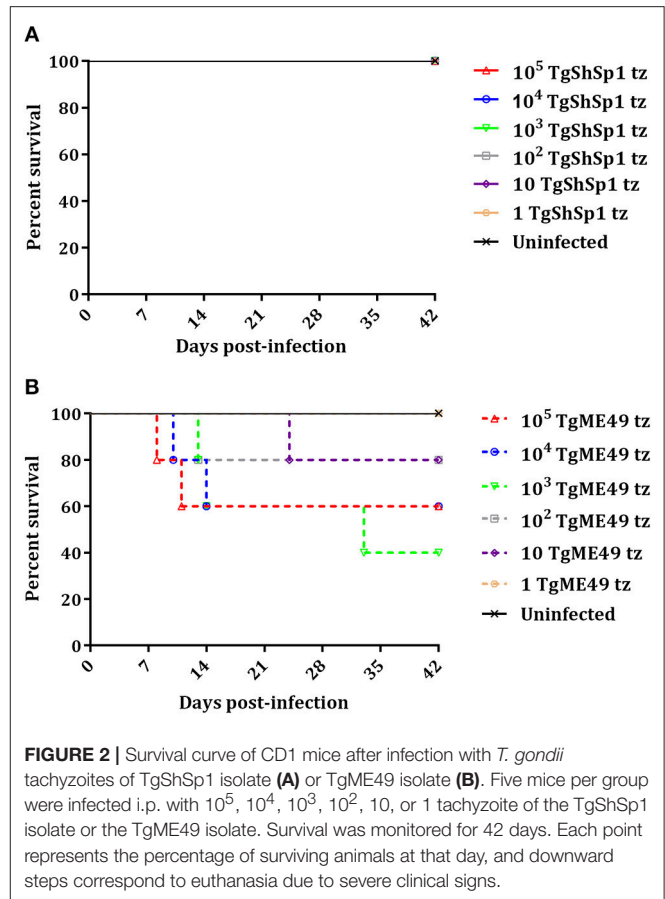 A
Percent survival
100
80
60
40
20
0
0 7 14 21 28 35 42
Days post-infection
10⁵ TgShSp1 tz
10⁴ TgShSp1 tz
10³ TgShSp1 tz
10² TgShSp1 tz
10 TgShSp1 tz
1 TgShSp1 tz
Uninfected
B
Percent survival
100
80
60
40
20
0
0 7 14 21 28 35 42
Days post-infection
10⁵ TgME49 tz
10⁴ TgME49 tz
10³ TgME49 tz
10² TgME49 tz
10 TgME49 tz
1 TgME49 tz
Uninfected
FIGURE 2 | Survival curve of CD1 mice after infection with T. gondii
tachyzoites of TgShSp1 isolate (A) or TgME49 isolate (B). Five mice per group
were infected i.p. with 10⁵, 10⁴, 10³, 10², 10, or 1 tachyzoite of the TgShSp1
isolate or the TgME49 isolate. Survival was monitored for 42 days. Each point
represents the percentage of surviving animals at that day, and downward
steps correspond to euthanasia due to severe clinical signs.